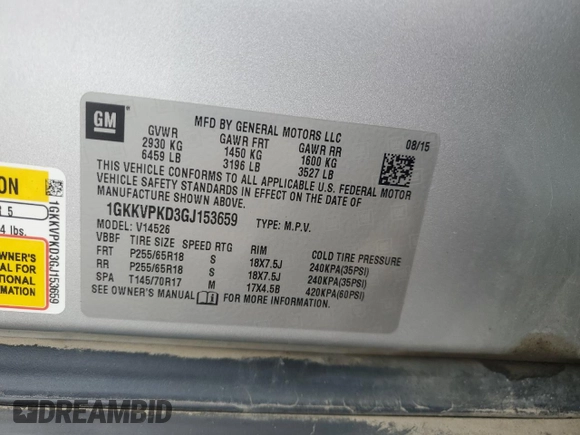 GM
MFD BY GENERAL MOTORS LLC
08/15
GVWR GAWR FRT GAWR RR
2930 KG 1450 KG 1600 KG
6459 LB 3196 LB 3527 LB
THIS VEHICLE CONFORMS TO ALL APPLICABLE U.S. FEDERAL MOTOR
VEHICLE SAFETY STANDARDS IN EFFECT ON THE DATE OF
MANUFACTURE SHOWN ABOVE.
1GKKVPKD3GJ153659 TYPE: M.P.V.
MODEL: V14526
VBBF TIRE SIZE SPEED RTG RIM COLD TIRE PRESSURE
FRT P255/65R18 S 18X7.5J 240KPA(35PSI)
RR P255/65R18 S 18X7.5J 240KPA(35PSI)
SPA T145/70R17 M 17X4.5B 420KPA(60PSI)
SEE OWNER'S MANUAL FOR MORE INFORMATION.
ION
R 5
4 lbs.
OWNER'S
AL FOR
TIONAL
RMATION
1GKKVPKD3GJ153659
DREAMBID